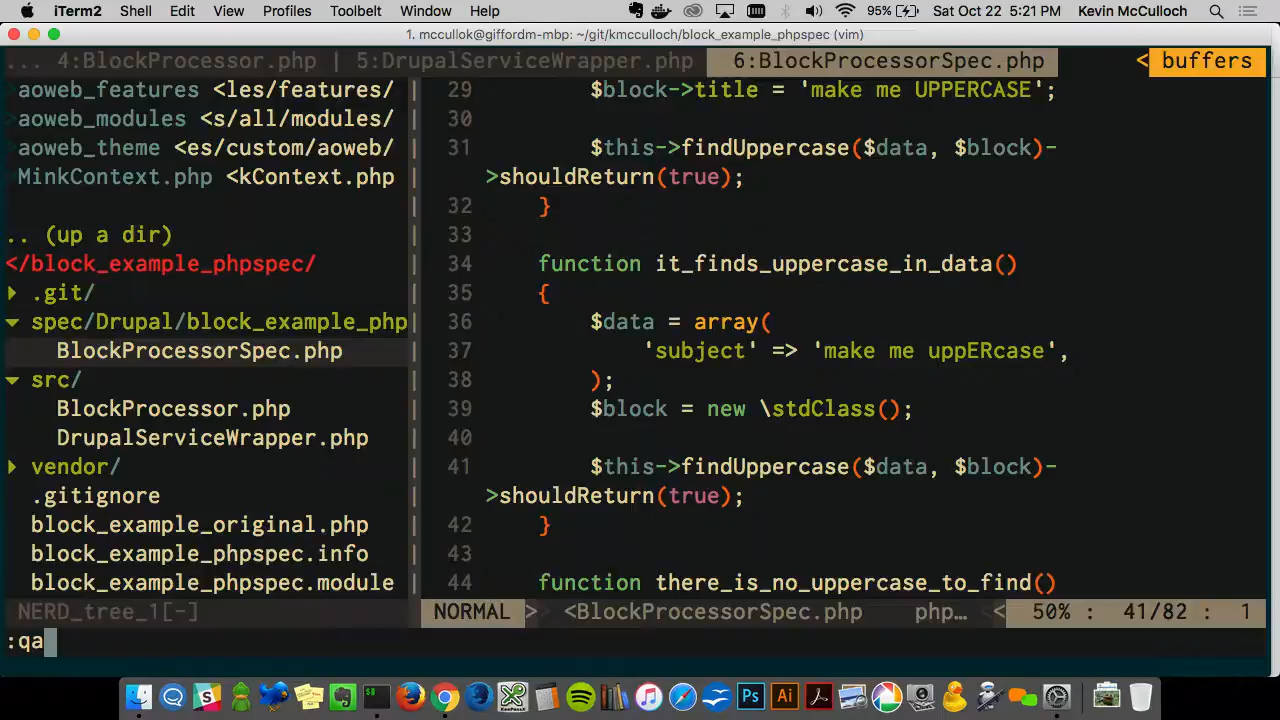 iTerm2 Shell Edit View Profiles Toolbelt Window Help 95% Sat Oct 22 5:21 PM Kevin McCulloch
1. mccullok@giffordm-mbp: ~/git/kmcculloch/block_example_phpspec (vim)
... 4:BlockProcessor.php | 5:DrupalServiceWrapper.php 6:BlockProcessorSpec.php < buffers
aoweb_features <les/features/
aoweb_modules <s/all/modules/
aoweb_theme <es/custom/aoweb/
MinkContext.php <kContext.php
.. (up a dir)
</block_example_phpspec/
▸ .git/
▾ spec/Drupal/block_example_php
BlockProcessorSpec.php
▾ src/
BlockProcessor.php
DrupalServiceWrapper.php
▸ vendor/
.gitignore
block_example_original.php
block_example_phpspec.info
block_example_phpspec.module
NERD_tree_1[-]
29 $block->title = 'make me UPPERCASE';
30
31 $this->findUppercase($data, $block)-
>shouldReturn(true);
32 }
33
34 function it_finds_uppercase_in_data()
35 {
36 $data = array(
37 'subject' => 'make me uppERcase',
38 );
39 $block = new \stdClass();
40
41 $this->findUppercase($data, $block)-
>shouldReturn(true);
42 }
43
44 function there_is_no_uppercase_to_find()
NORMAL > <BlockProcessorSpec.php php… < 50% : 41/82 : 1
:qa